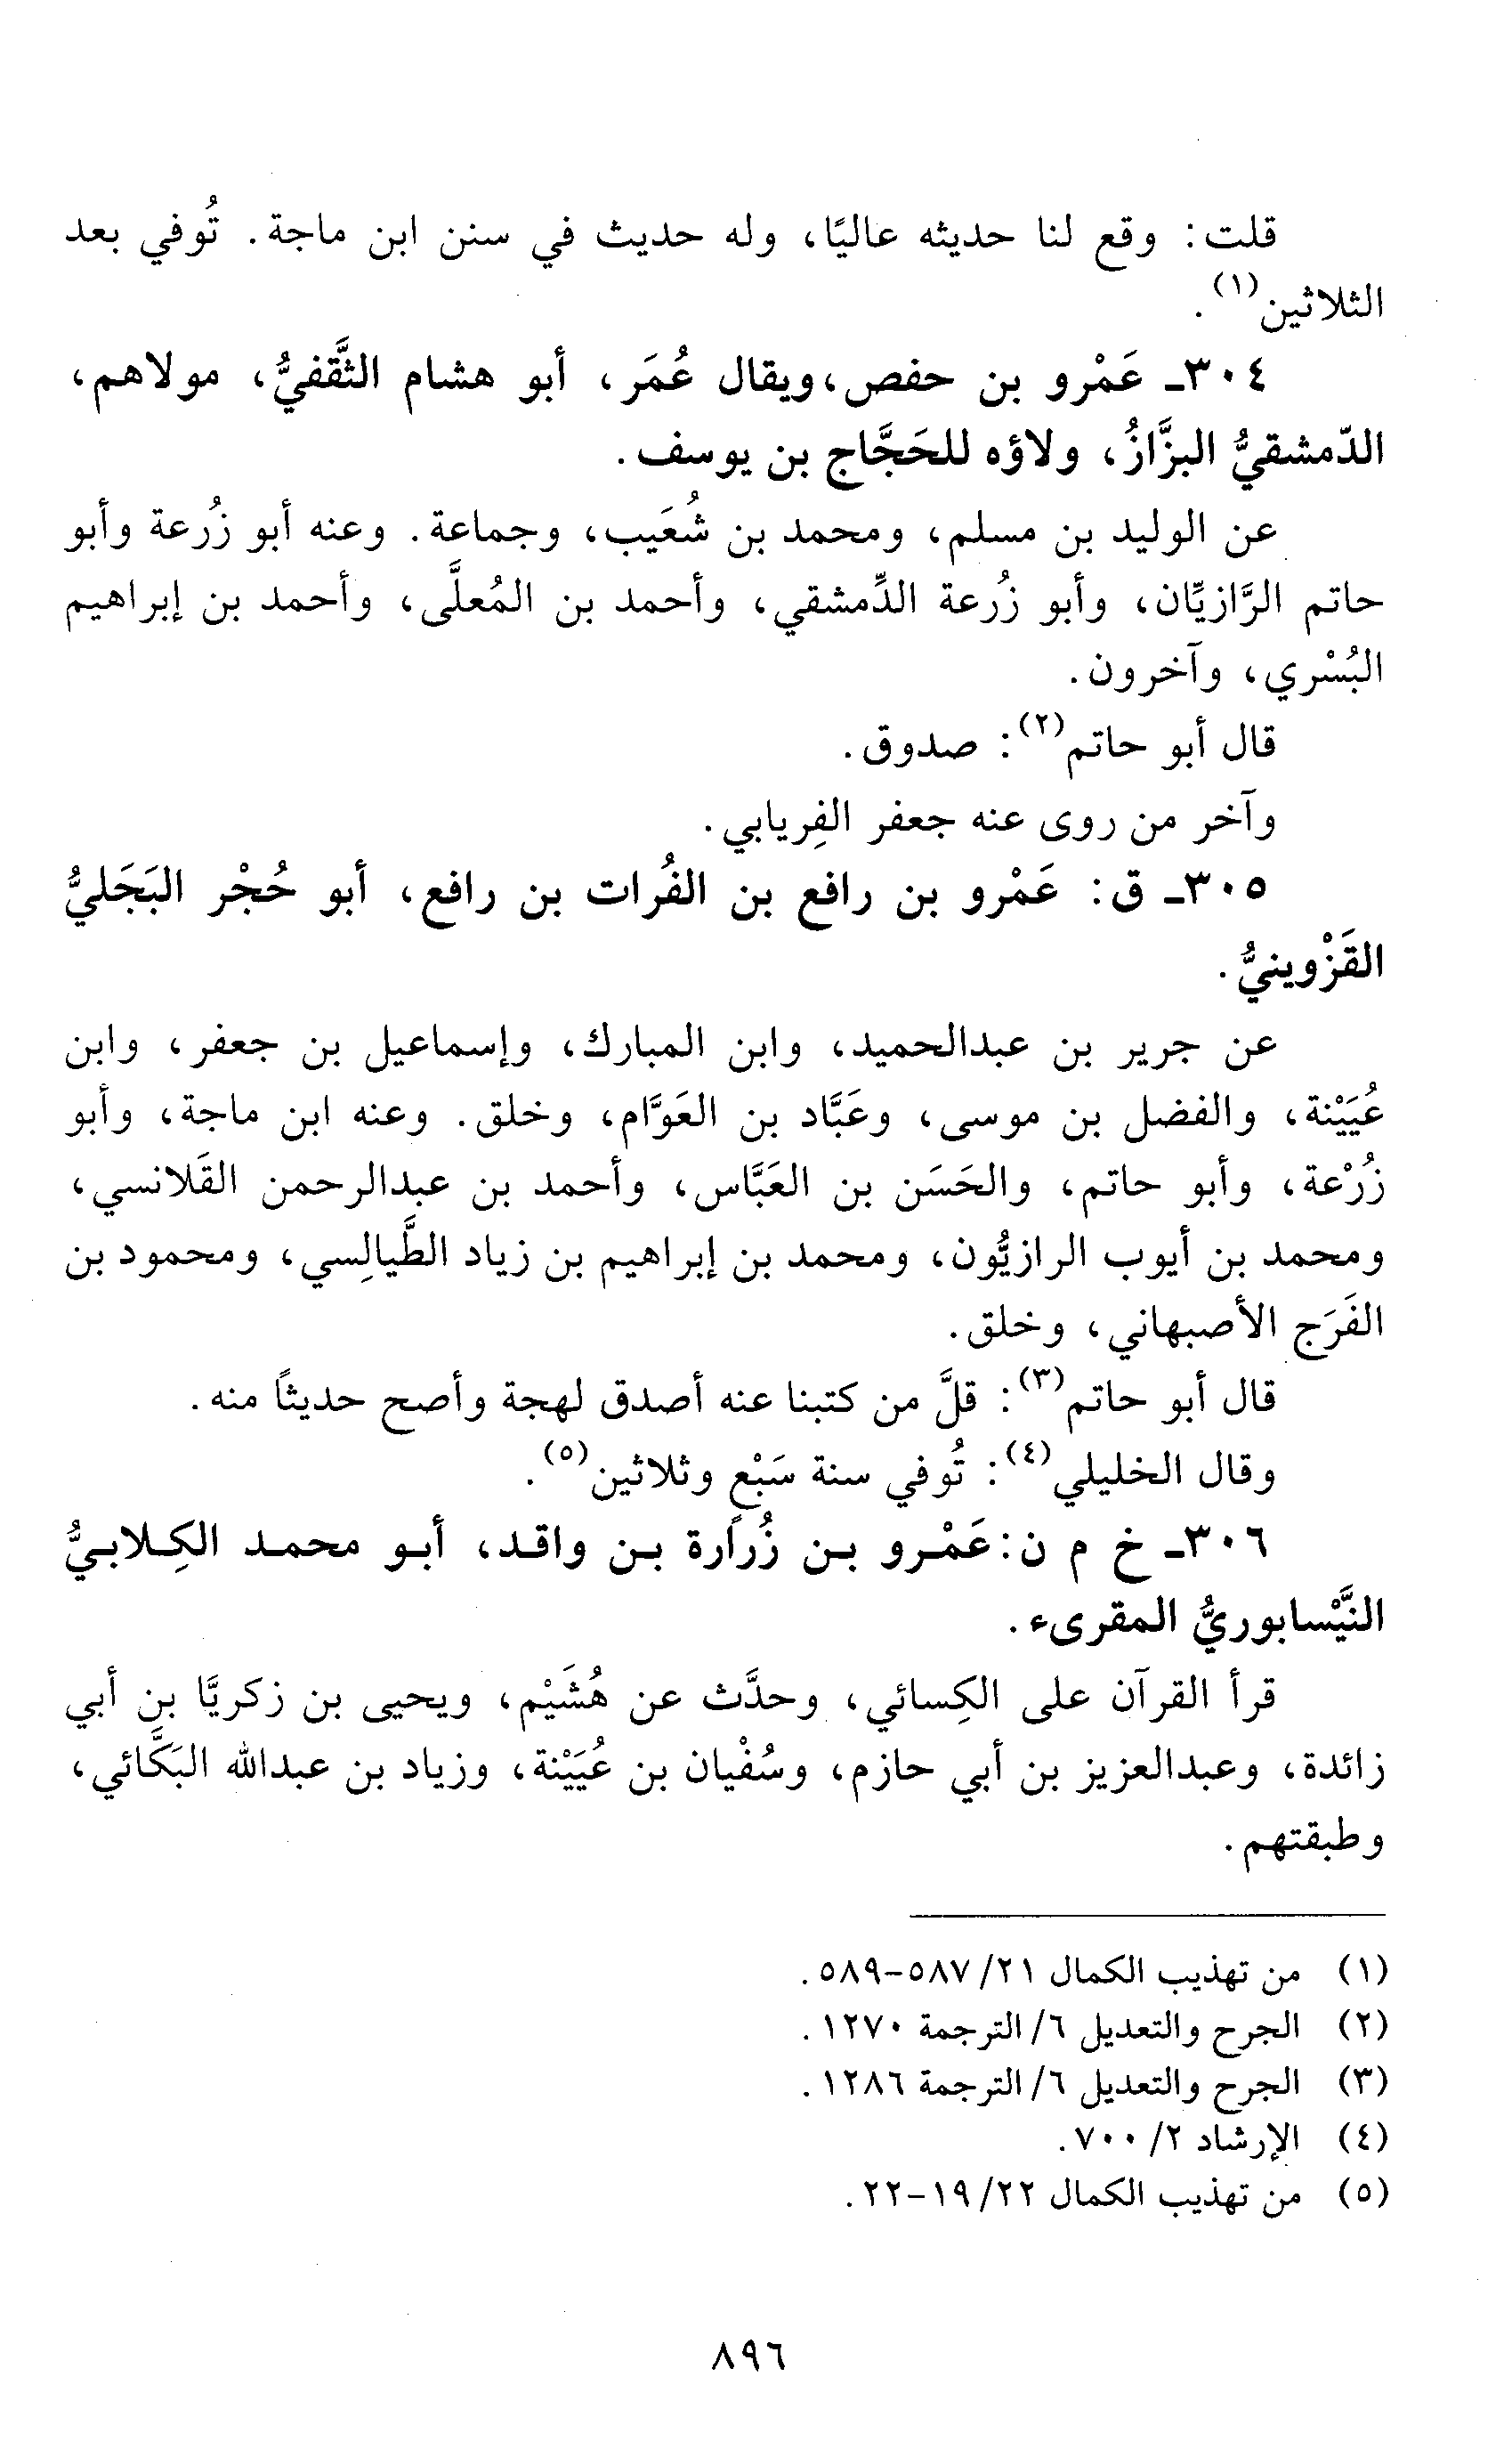 قلت: وقع لنا حديثه عاليًا، وله حديث في سنن ابن ماجة. تُوفي بعد
الثلاثين(١).
٣٠٤ـ عَمْرو بن حفص،ويقال عُمَر، أبو هشام الثَّقفيُّ، مولاهم،
الدّمشقيُّ البزَّازُ، ولاؤه للحَجَّاج بن يوسف.
عن الوليد بن مسلم، ومحمد بن شُعَيب، وجماعة. وعنه أبو زُرعة وأبو
حاتم الرَّازيّان، وأبو زُرعة الدِّمشقي، وأحمد بن المُعلَّى، وأحمد بن إبراهيم
البُسْري، وآخرون.
قال أبو حاتم(٢): صدوق.
وآخر من روى عنه جعفر الفِريابي.
٣٠٥ـ ق: عَمْرو بن رافع بن الفُرات بن رافع، أبو حُجْر البَجَليُّ
القَزْوينيُّ.
عن جرير بن عبدالحميد، وابن المبارك، وإسماعيل بن جعفر، وابن
عُيَيْنة، والفضل بن موسى، وعَبَّاد بن العَوَّام، وخلق. وعنه ابن ماجة، وأبو
زُرْعة، وأبو حاتم، والحَسَن بن العَبَّاس، وأحمد بن عبدالرحمن القَلانسي،
ومحمد بن أيوب الرازيُّون، ومحمد بن إبراهيم بن زياد الطَّيالِسي، ومحمود بن
الفَرَج الأصبهاني، وخلق.
قال أبو حاتم(٣): قلَّ من كتبنا عنه أصدق لهجة وأصح حديثاً منه.
وقال الخليلي(٤): تُوفي سنة سَبْعٍ وثلاثين(٥).
٣٠٦ـ خ م ن:عَمْرو بن زُرَارة بن واقد، أبو محمد الكِلابيُّ
النَّيْسابوريُّ المقرىء.
قرأ القرآن على الكِسائي، وحدَّث عن هُشَيْم، ويحيى بن زكريَّا بن أبي
زائدة، وعبدالعزيز بن أبي حازم، وسُفْيان بن عُيَيْنة، وزياد بن عبدالله البَكَّائي،
وطبقتهم.
(١) من تهذيب الكمال ٢١/ ٥٨٧-٥٨٩.
(٢) الجرح والتعديل ٦/ الترجمة ١٢٧٠.
(٣) الجرح والتعديل ٦/ الترجمة ١٢٨٦.
(٤) الإرشاد ٢/ ٧٠٠.
(٥) من تهذيب الكمال ٢٢/ ١٩-٢٢.
٨٩٦